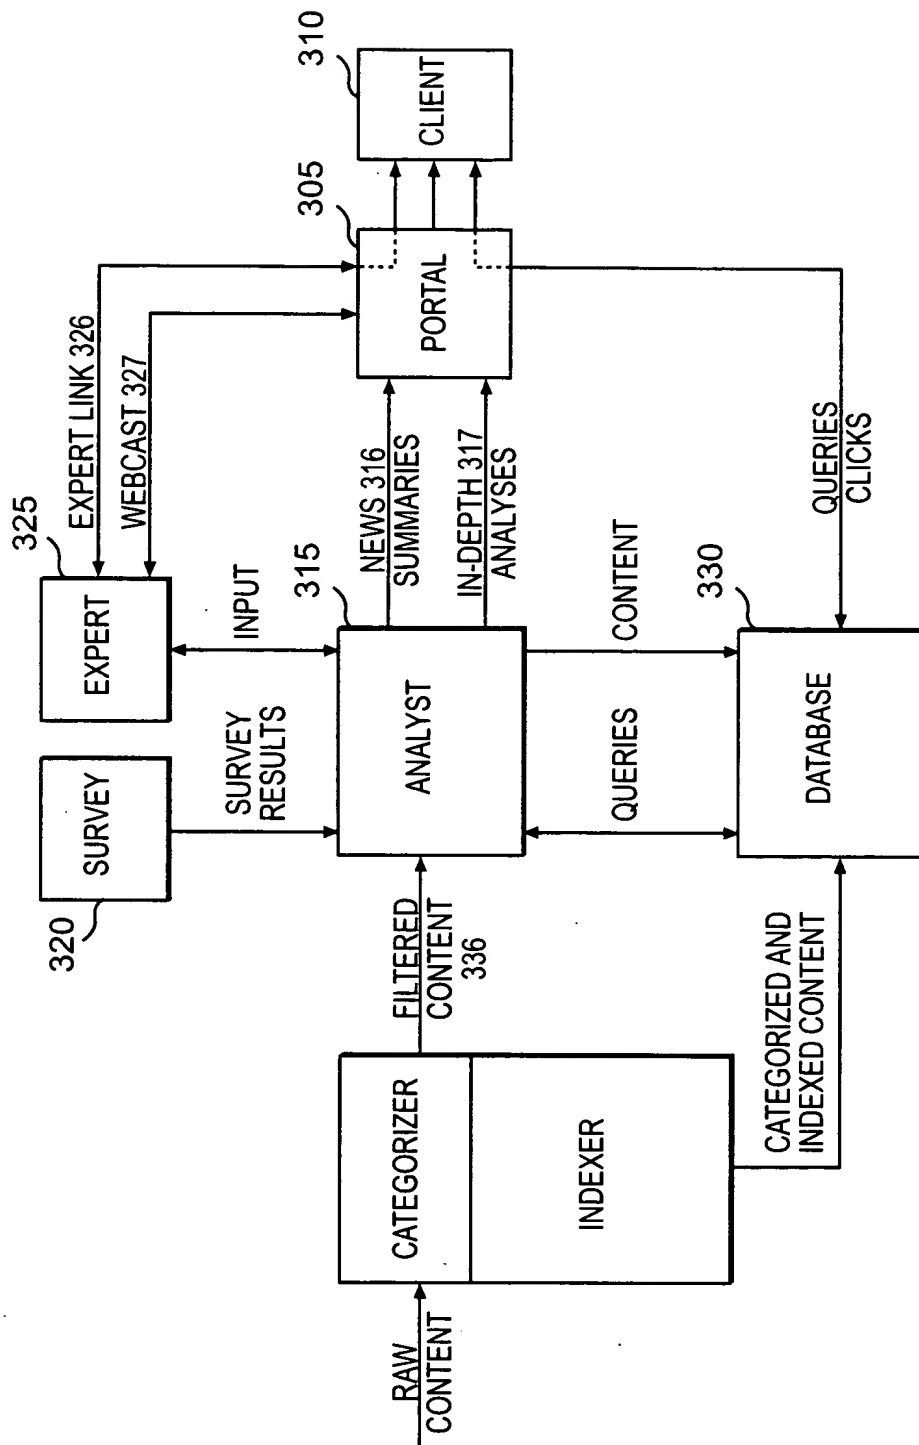 RAW
CONTENT
CATEGORIZER
INDEXER
FILTERED
CONTENT
336
CATEGORIZED AND
INDEXED CONTENT
320
SURVEY
SURVEY
RESULTS
325
EXPERT
INPUT
315
ANALYST
QUERIES
CONTENT
330
DATABASE
EXPERT LINK 326
WEBCAST 327
NEWS 316
SUMMARIES
IN-DEPTH 317
ANALYSES
305
PORTAL
310
CLIENT
QUERIES
CLICKS